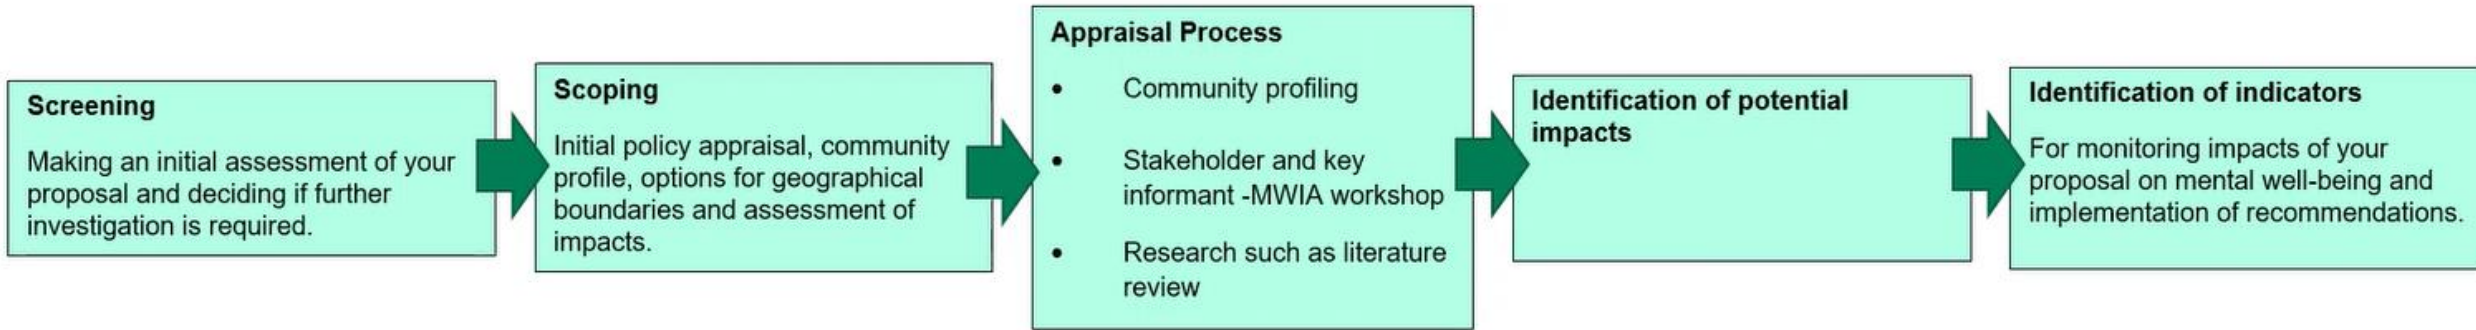 Screening
Making an initial assessment of your
proposal and deciding if further
investigation is required.
Scoping
Initial policy appraisal, community
profile, options for geographical
boundaries and assessment of
impacts.
Appraisal Process
• Community profiling
• Stakeholder and key
informant -MWIA workshop
• Research such as literature
review
Identification of potential
impacts
Identification of indicators
For monitoring impacts of your
proposal on mental well-being and
implementation of recommendations.